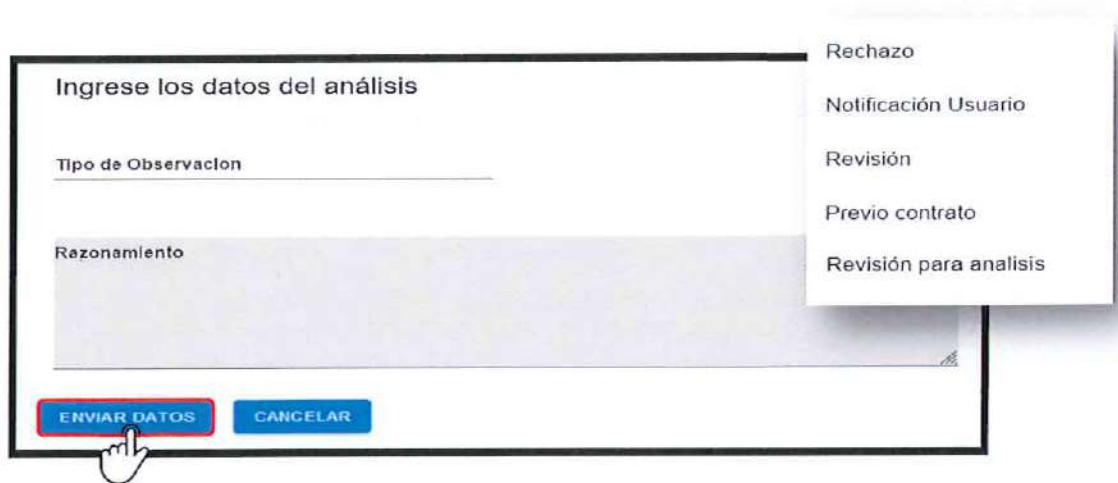 Ingrese los datos del análisis
Tipo de Observacion
Razonamiento
ENVIAR DATOS
CANCELAR
Rechazo
Notificación Usuario
Revisión
Previo contrato
Revisión para analisis